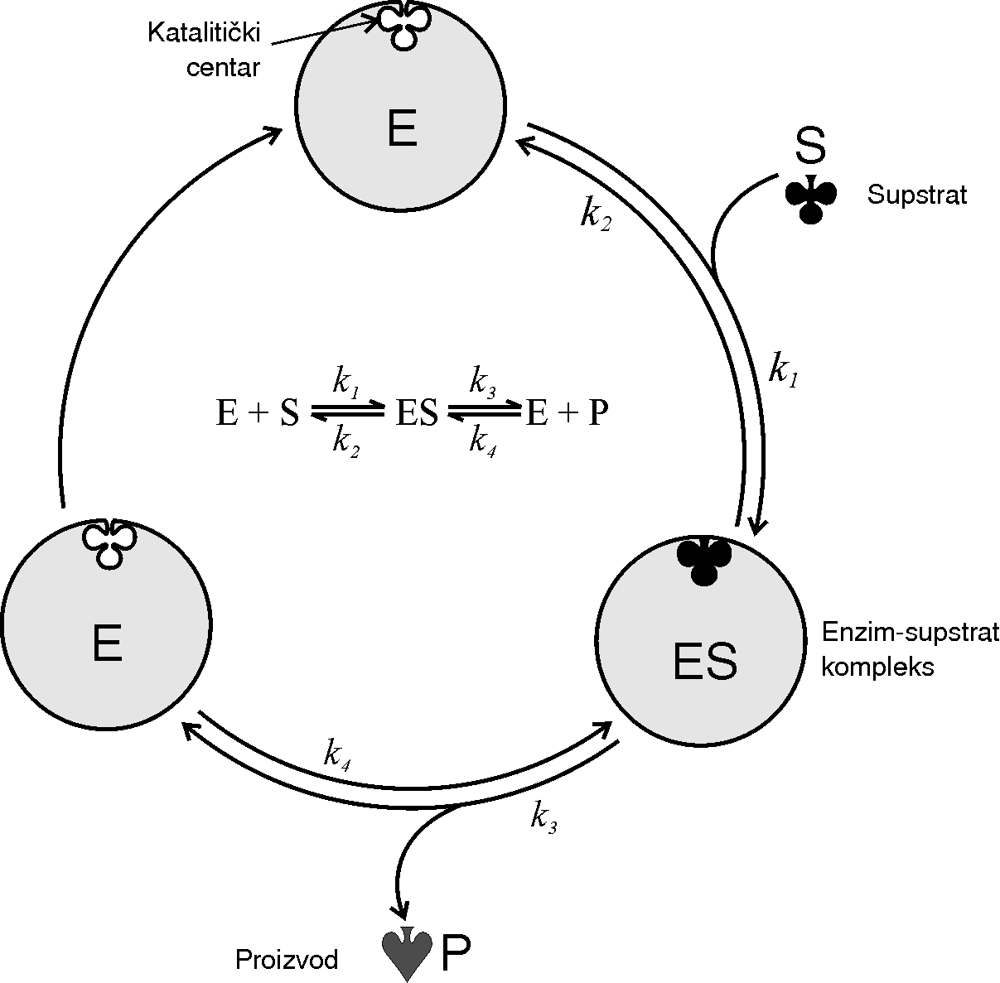 Katalitički
centar
E
S
Supstrat
k₂
k₁
k₁ k₃
E + S ES E + P
k₂ k₄
E
ES
Enzim-supstrat
kompleks
k₄
k₃
Proizvod
P